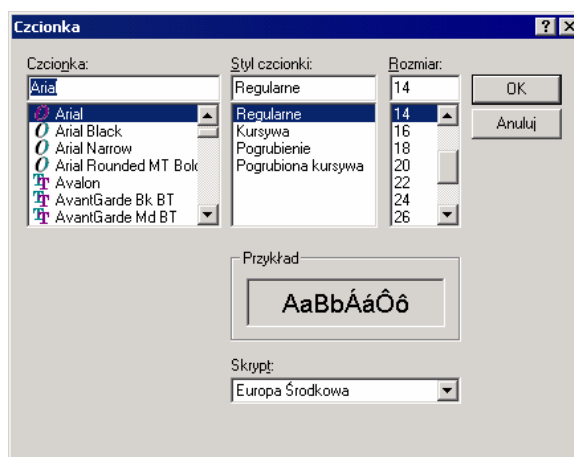 Czcionka
Czcionka:
Arial
Arial
Arial Black
Arial Narrow
Arial Rounded MT Bold
Avalon
AvantGarde Bk BT
AvantGarde Md BT
Styl czcionki:
Regularne
Regularne
Kursywa
Pogrubienie
Pogrubiona kursywa
Rozmiar:
14
14
16
18
20
22
24
26
OK
Anuluj
Przykład
AaBbÁáÔô
Skrypt:
Europa Środkowa